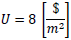 U = 8 [$/m²]